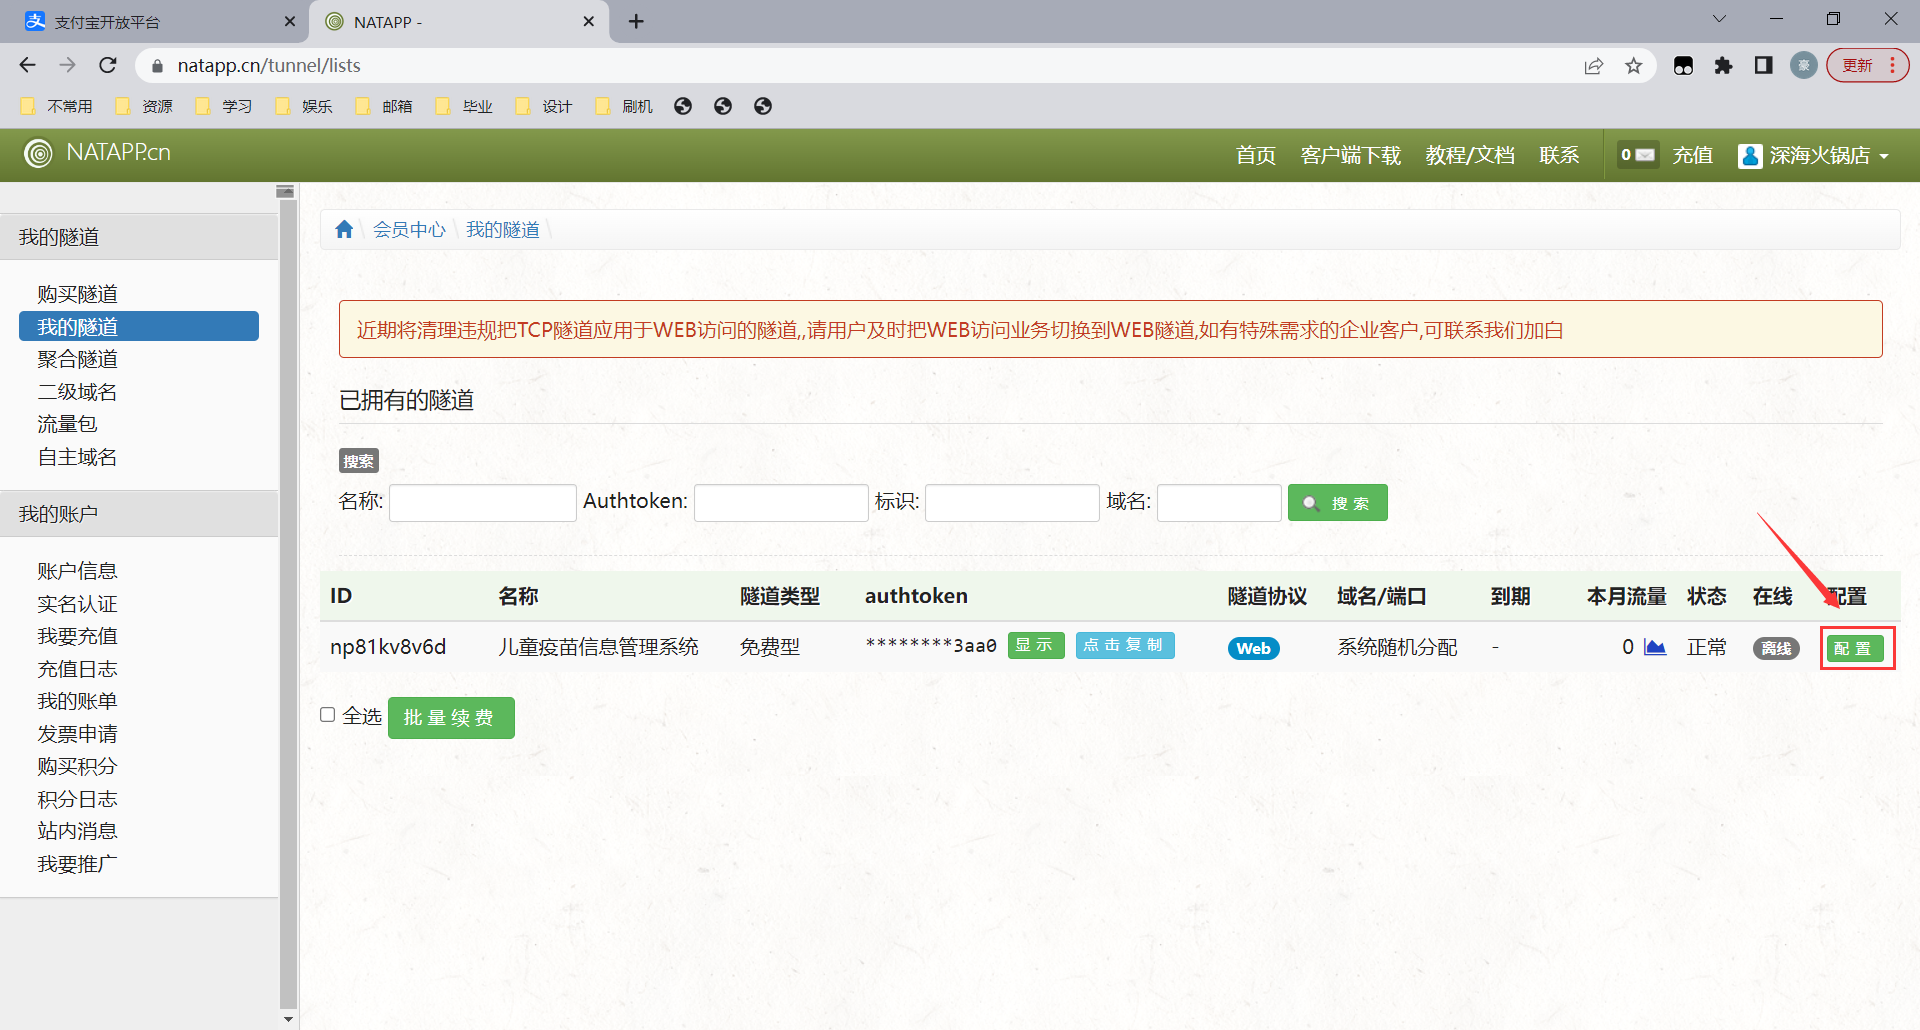 支付宝开放平台
NATAPP -
natapp.cn/tunnel/lists
豪
更新
不常用
资源
学习
娱乐
邮箱
毕业
设计
刷机
NATAPP.cn
首页
客户端下载
教程/文档
联系
0
充值
深海火锅店
我的隧道
购买隧道
我的隧道
聚合隧道
二级域名
流量包
自主域名
我的账户
账户信息
实名认证
我要充值
充值日志
我的账单
发票申请
购买积分
积分日志
站内消息
我要推广
会员中心 \ 我的隧道 \
近期将清理违规把TCP隧道应用于WEB访问的隧道,,请用户及时把WEB访问业务切换到WEB隧道,如有特殊需求的企业客户,可联系我们加白
已拥有的隧道
搜索
名称: Authtoken: 标识: 域名: 搜 索
ID 名称 隧道类型 authtoken 隧道协议 域名/端口 到期 本月流量 状态 在线 配置
np81kv8v6d 儿童疫苗信息管理系统 免费型 ********3aa0 显示 点击复制 Web 系统随机分配 - 0 正常 离线 配置
全选 批量续费